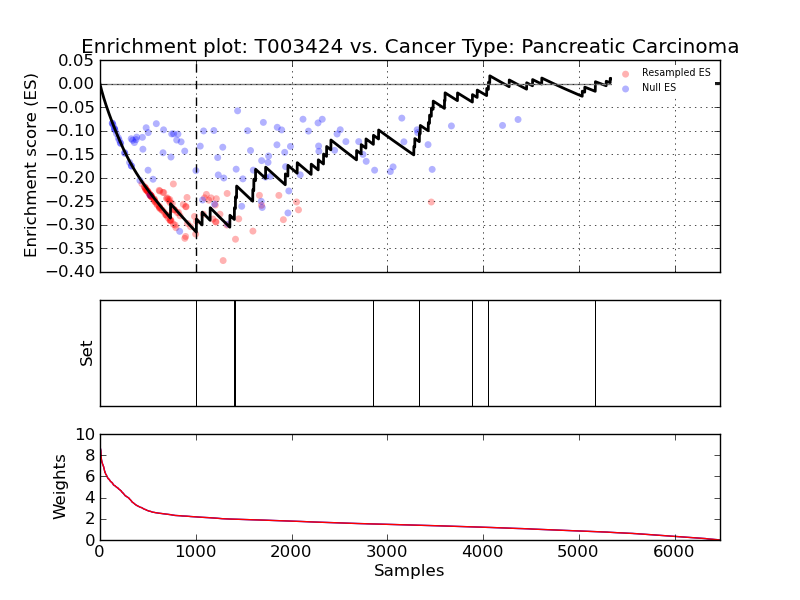 Enrichment plot: T003424 vs. Cancer Type: Pancreatic Carcinoma
Enrichment score (ES)
0.05
0.00
−0.05
−0.10
−0.15
−0.20
−0.25
−0.30
−0.35
−0.40
Resampled ES
Null ES
Set
Weights
10
8
6
4
2
0
0 1000 2000 3000 4000 5000 6000
Samples